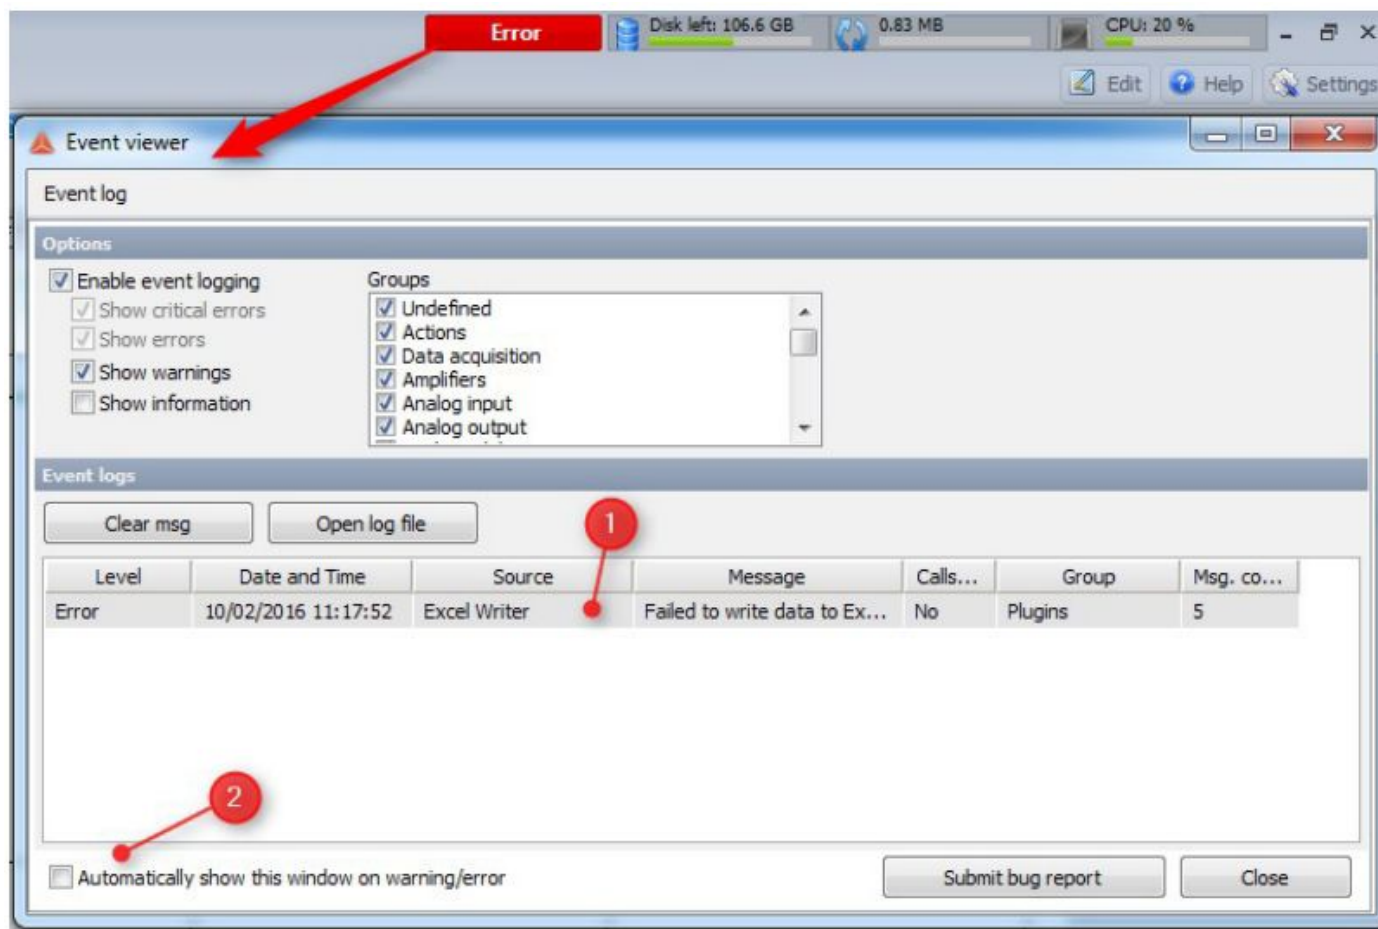 Error Disk left: 106.6 GB 0.83 MB CPU: 20 %
Edit Help Settings
Event viewer
Event log
Options
Enable event logging
Show critical errors
Show errors
Show warnings
Show information
Groups
Undefined
Actions
Data acquisition
Amplifiers
Analog input
Analog output
Event logs
Clear msg Open log file
1
Level Date and Time Source Message Calls... Group Msg. co...
Error 10/02/2016 11:17:52 Excel Writer Failed to write data to Ex... No Plugins 5
2
Automatically show this window on warning/error
Submit bug report Close